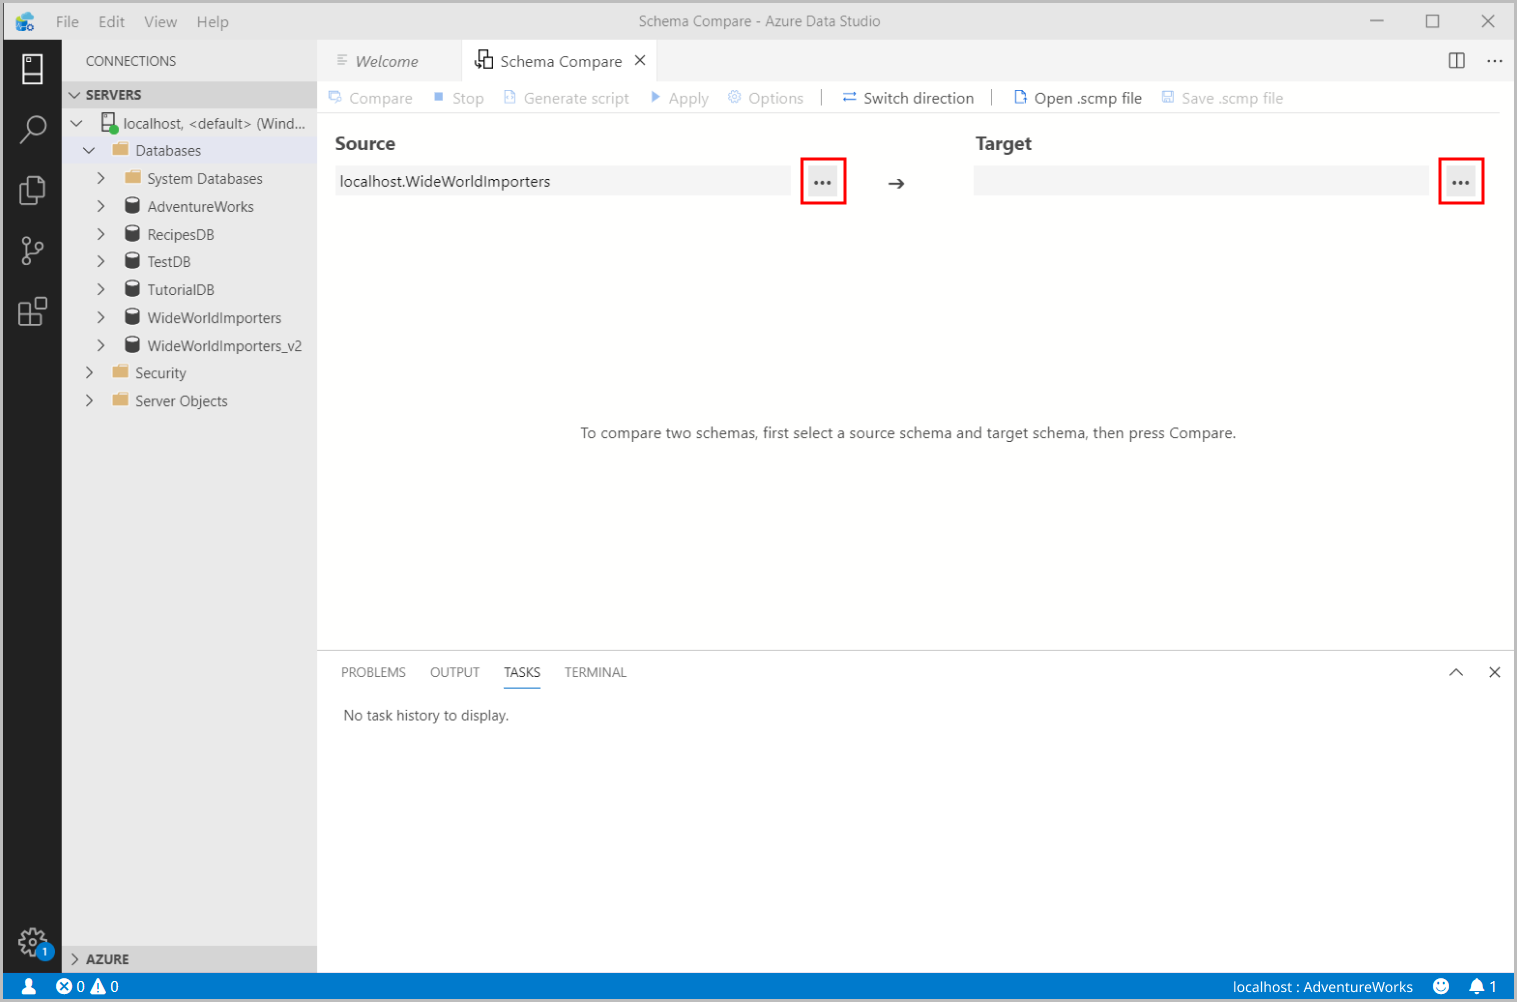 File Edit View Help
Schema Compare - Azure Data Studio
CONNECTIONS
SERVERS
localhost, <default> (Wind...
Databases
System Databases
AdventureWorks
RecipesDB
TestDB
TutorialDB
WideWorldImporters
WideWorldImporters_v2
Security
Server Objects
AZURE
1
Welcome
Schema Compare
Compare Stop Generate script Apply Options Switch direction Open .scmp file Save .scmp file
Source Target
localhost.WideWorldImporters
To compare two schemas, first select a source schema and target schema, then press Compare.
PROBLEMS OUTPUT TASKS TERMINAL
No task history to display.
0 0
localhost : AdventureWorks
1